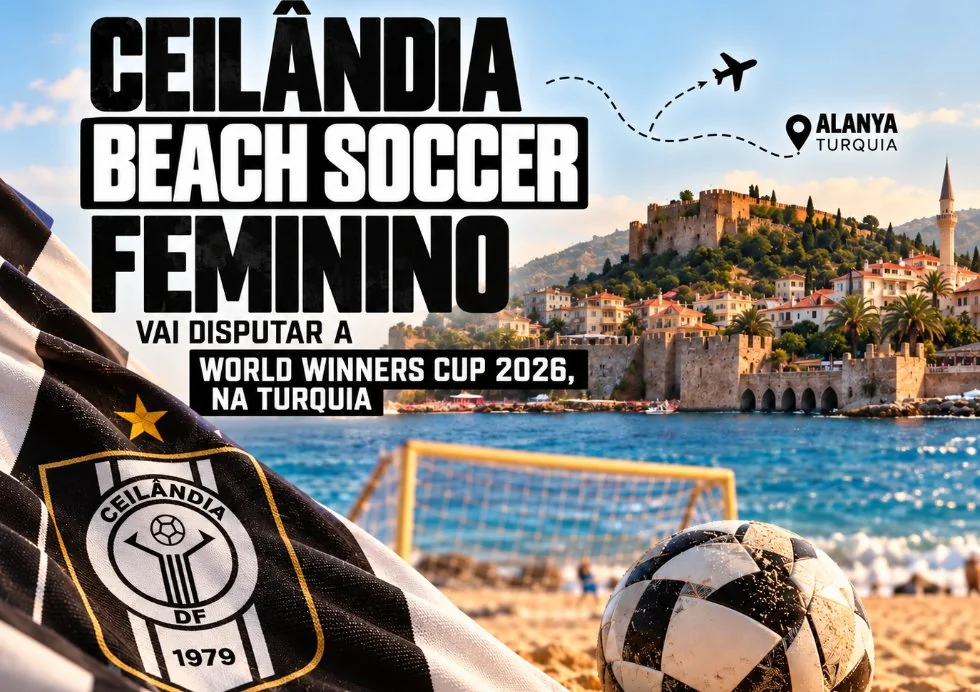 CEILÂNDIA
BEACH SOCCER
FEMININO
VAI DISPUTAR A
WORLD WINNERS CUP 2026,
NA TURQUIA
ALANYA
TURQUIA
CEILÂNDIA
DF
1979